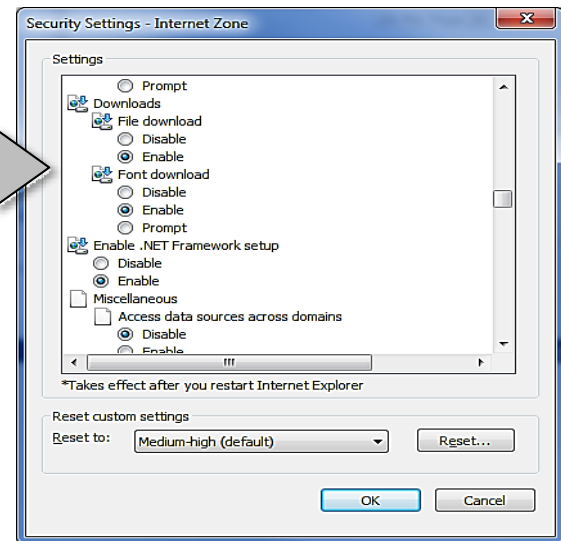 Security Settings - Internet Zone
Settings
Prompt
Downloads
File download
Disable
Enable
Font download
Disable
Enable
Prompt
Enable .NET Framework setup
Disable
Enable
Miscellaneous
Access data sources across domains
Disable
Enable
*Takes effect after you restart Internet Explorer
Reset custom settings
Reset to: Medium-high (default) Reset...
OK Cancel